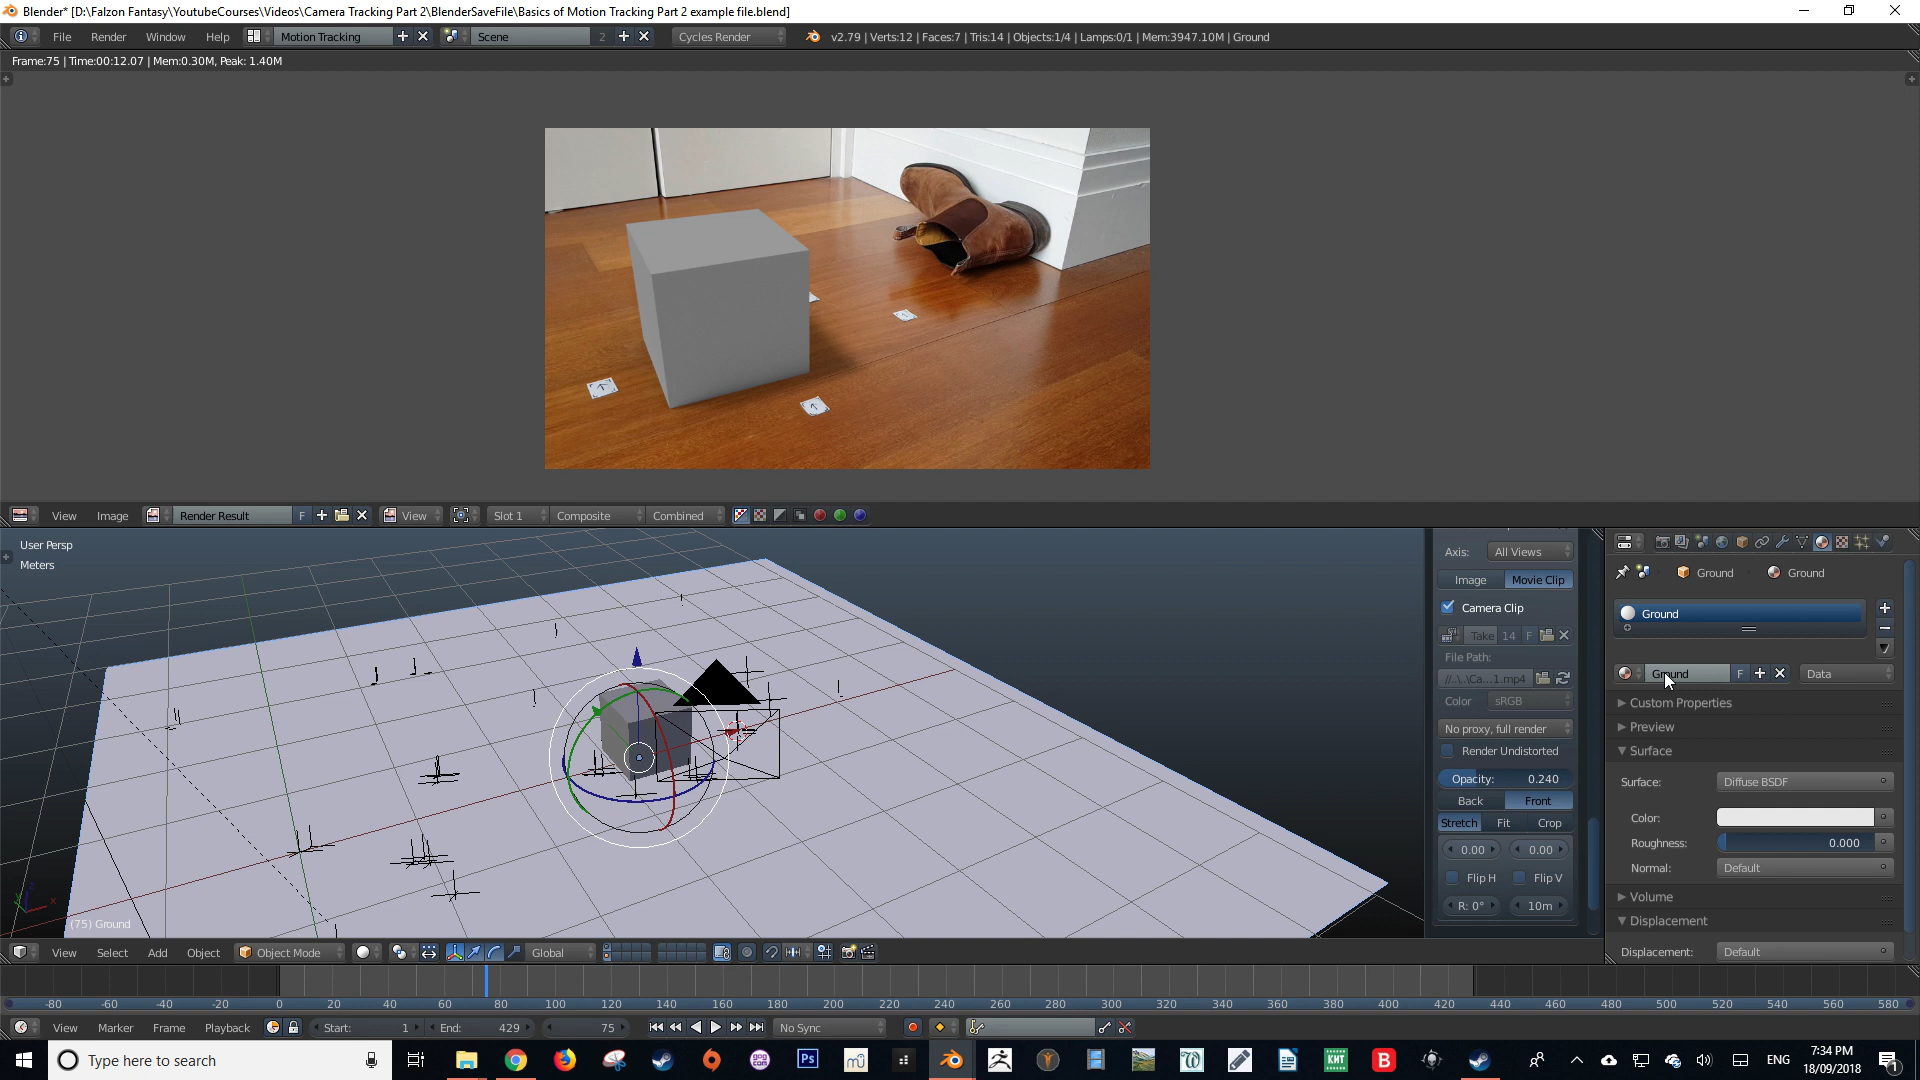 Blender* [D:\Falzon Fantasy\YoutubeCourses\Videos\Camera Tracking Part 2\BlenderSaveFile\Basics of Motion Tracking Part 2 example file.blend]
File Render Window Help Motion Tracking Scene 2 Cycles Render v2.79 | Verts:12 | Faces:7 | Tris:14 | Objects:1/4 | Lamps:0/1 | Mem:3947.10M | Ground
Frame:75 | Time:00:12.07 | Mem:0.30M, Peak: 1.40M
View Image Render Result F View Slot 1 Composite Combined
User Persp
Meters
(75) Ground
Axis: All Views
Image Movie Clip
Camera Clip
Take 14 F
File Path:
//..\..\Ca...1.mp4
Color sRGB
No proxy, full render
Render Undistorted
Opacity: 0.240
Back Front
Stretch Fit Crop
0.00 0.00
Flip H Flip V
R: 0° 10m
Ground Ground
Ground
Ground F Data
Custom Properties
Preview
Surface
Surface: Diffuse BSDF
Color:
Roughness: 0.000
Normal: Default
Volume
Displacement
Displacement: Default
View Select Add Object Object Mode Global
-80 -60 -40 -20 0 20 40 60 80 100 120 140 160 180 200 220 240 260 280 300 320 340 360 380 400 420 440 460 480 500 520 540 560 580
View Marker Frame Playback Start: 1 End: 429 75 No Sync
Type here to search
Ps
KHT
B
ENG
7:34 PM
18/09/2018
1